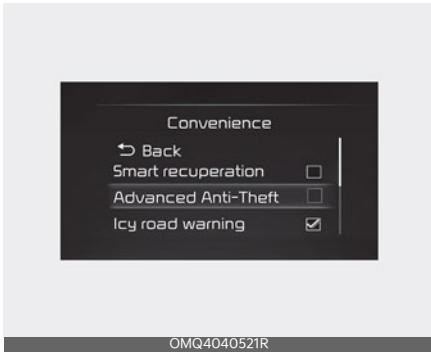 Convenience
Back
Smart recuperation
Advanced Anti-Theft
Icy road warning
OMQ4040521R